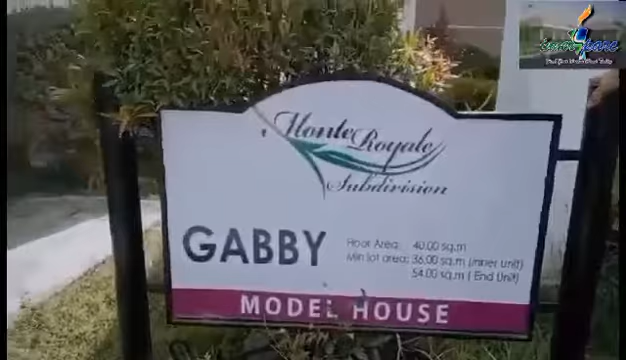 Monte Royale
Subdivision
GABBY
Floor Area: 40.00 sq.m
Min lot area: 36.00 sq.m (Inner Unit)
54.00 sq.m ( End Unit)
MODEL HOUSE